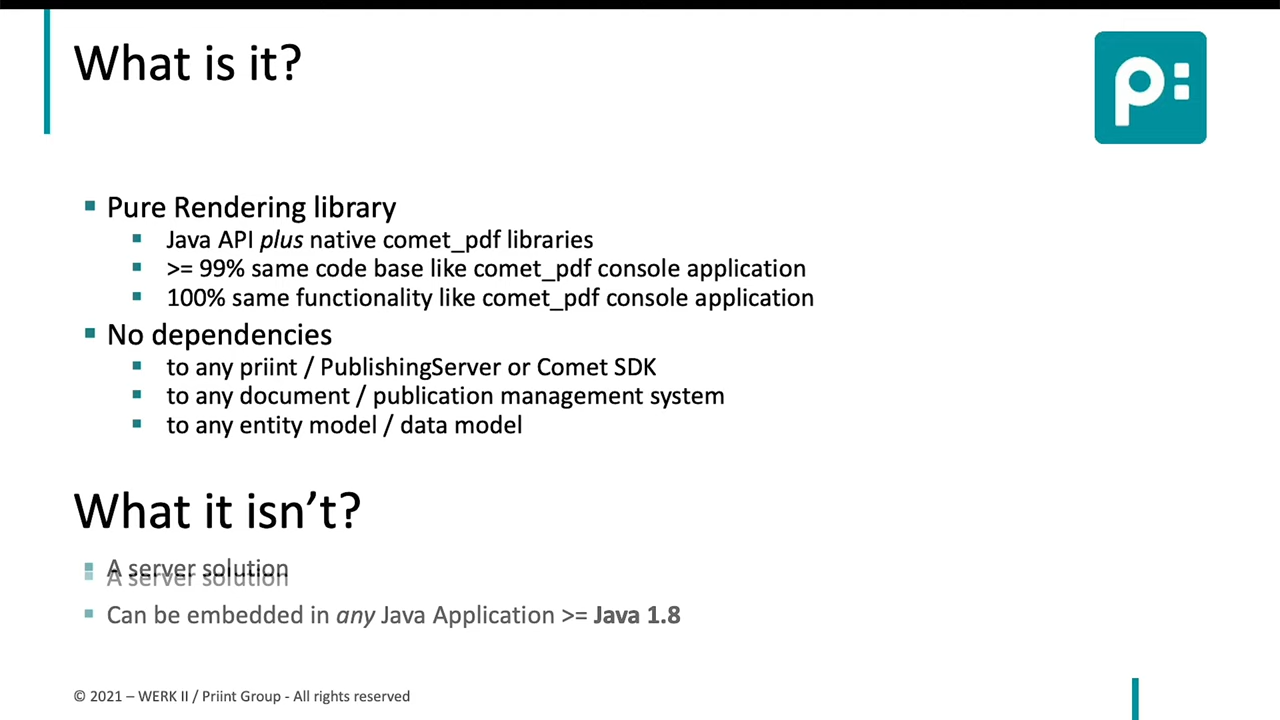 What is it?
p:
Pure Rendering library
Java API plus native comet_pdf libraries
>= 99% same code base like comet_pdf console application
100% same functionality like comet_pdf console application
No dependencies
to any priint / PublishingServer or Comet SDK
to any document / publication management system
to any entity model / data model
What it isn’t?
A server solution
A server solution
Can be embedded in any Java Application >= Java 1.8
© 2021 – WERK II / Priint Group - All rights reserved